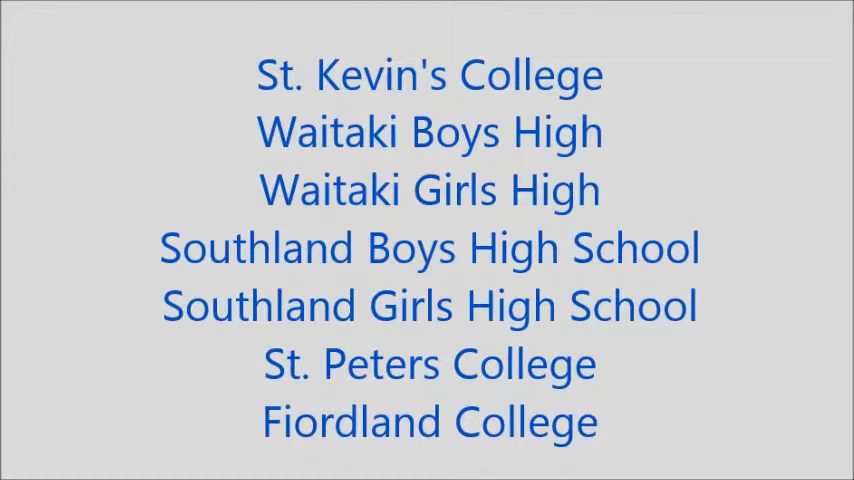 St. Kevin's College
Waitaki Boys High
Waitaki Girls High
Southland Boys High School
Southland Girls High School
St. Peters College
Fiordland College